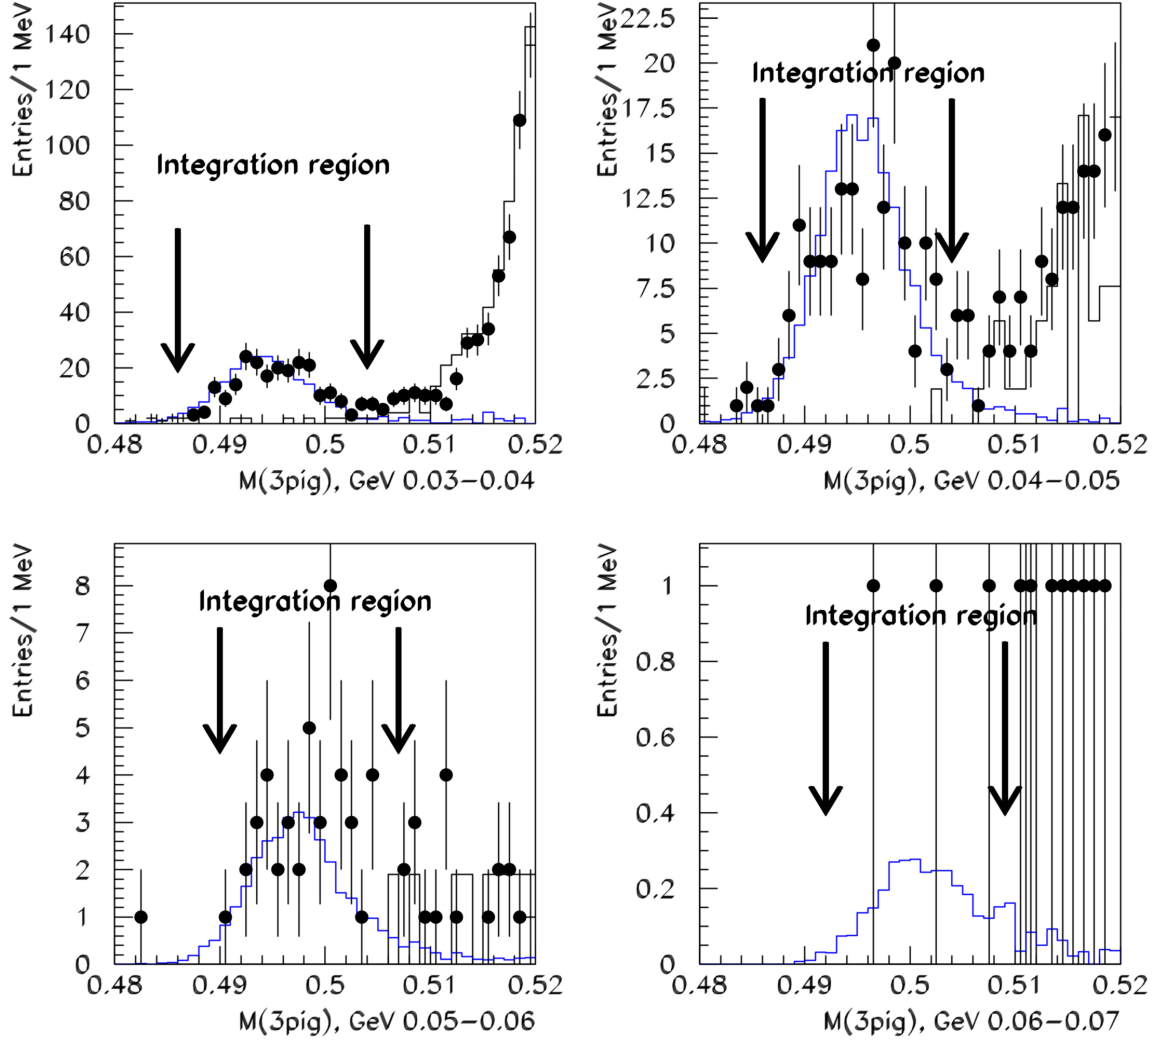 Entries/1 MeV
140
120
100
80
60
40
20
0
Integration region
0.48 0.49 0.5 0.51 0.52
M(3pig), GeV 0.03-0.04
Entries/1 MeV
22.5
20
17.5
15
12.5
10
7.5
5
2.5
0
Integration region
0.48 0.49 0.5 0.51 0.52
M(3pig), GeV 0.04-0.05
Entries/1 MeV
8
7
6
5
4
3
2
1
0
Integration region
0.48 0.49 0.5 0.51 0.52
M(3pig), GeV 0.05-0.06
Entries/1 MeV
1
0.8
0.6
0.4
0.2
0
Integration region
0.48 0.49 0.5 0.51 0.52
M(3pig), GeV 0.06-0.07